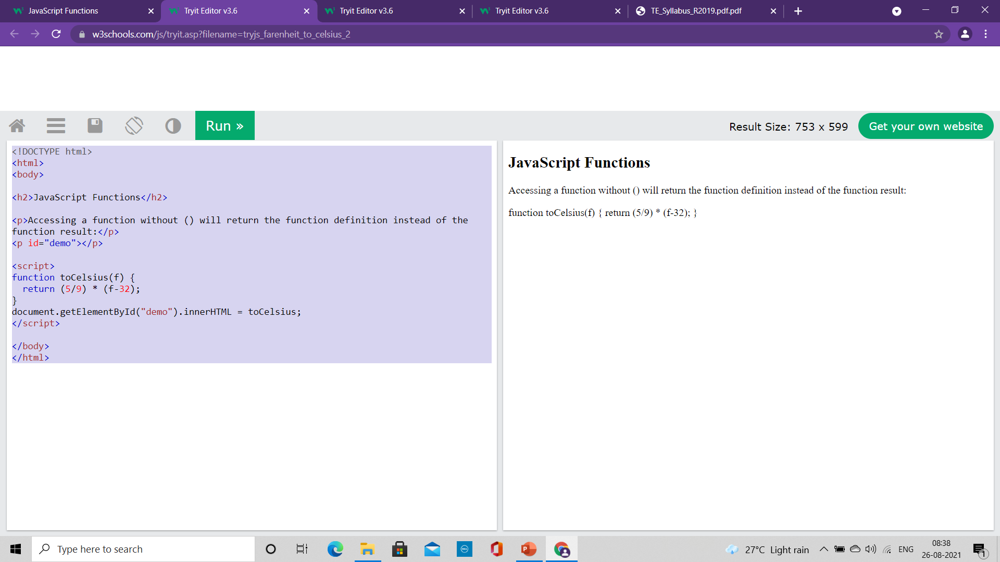 JavaScript Functions
Tryit Editor v3.6
Tryit Editor v3.6
Tryit Editor v3.6
TE_Syllabus_R2019.pdf.pdf
w3schools.com/js/tryit.asp?filename=tryjs_farenheit_to_celsius_2
Run »
Result Size: 753 x 599
Get your own website
<!DOCTYPE html>
<html>
<body>
<h2>JavaScript Functions</h2>
<p>Accessing a function without () will return the function definition instead of the
function result:</p>
<p id="demo"></p>
<script>
function toCelsius(f) {
  return (5/9) * (f-32);
}
document.getElementById("demo").innerHTML = toCelsius;
</script>
</body>
</html>
JavaScript Functions
Accessing a function without () will return the function definition instead of the function result:
function toCelsius(f) { return (5/9) * (f-32); }
Type here to search
DELL
P
27°C Light rain
ENG
08:38
26-08-2021
1